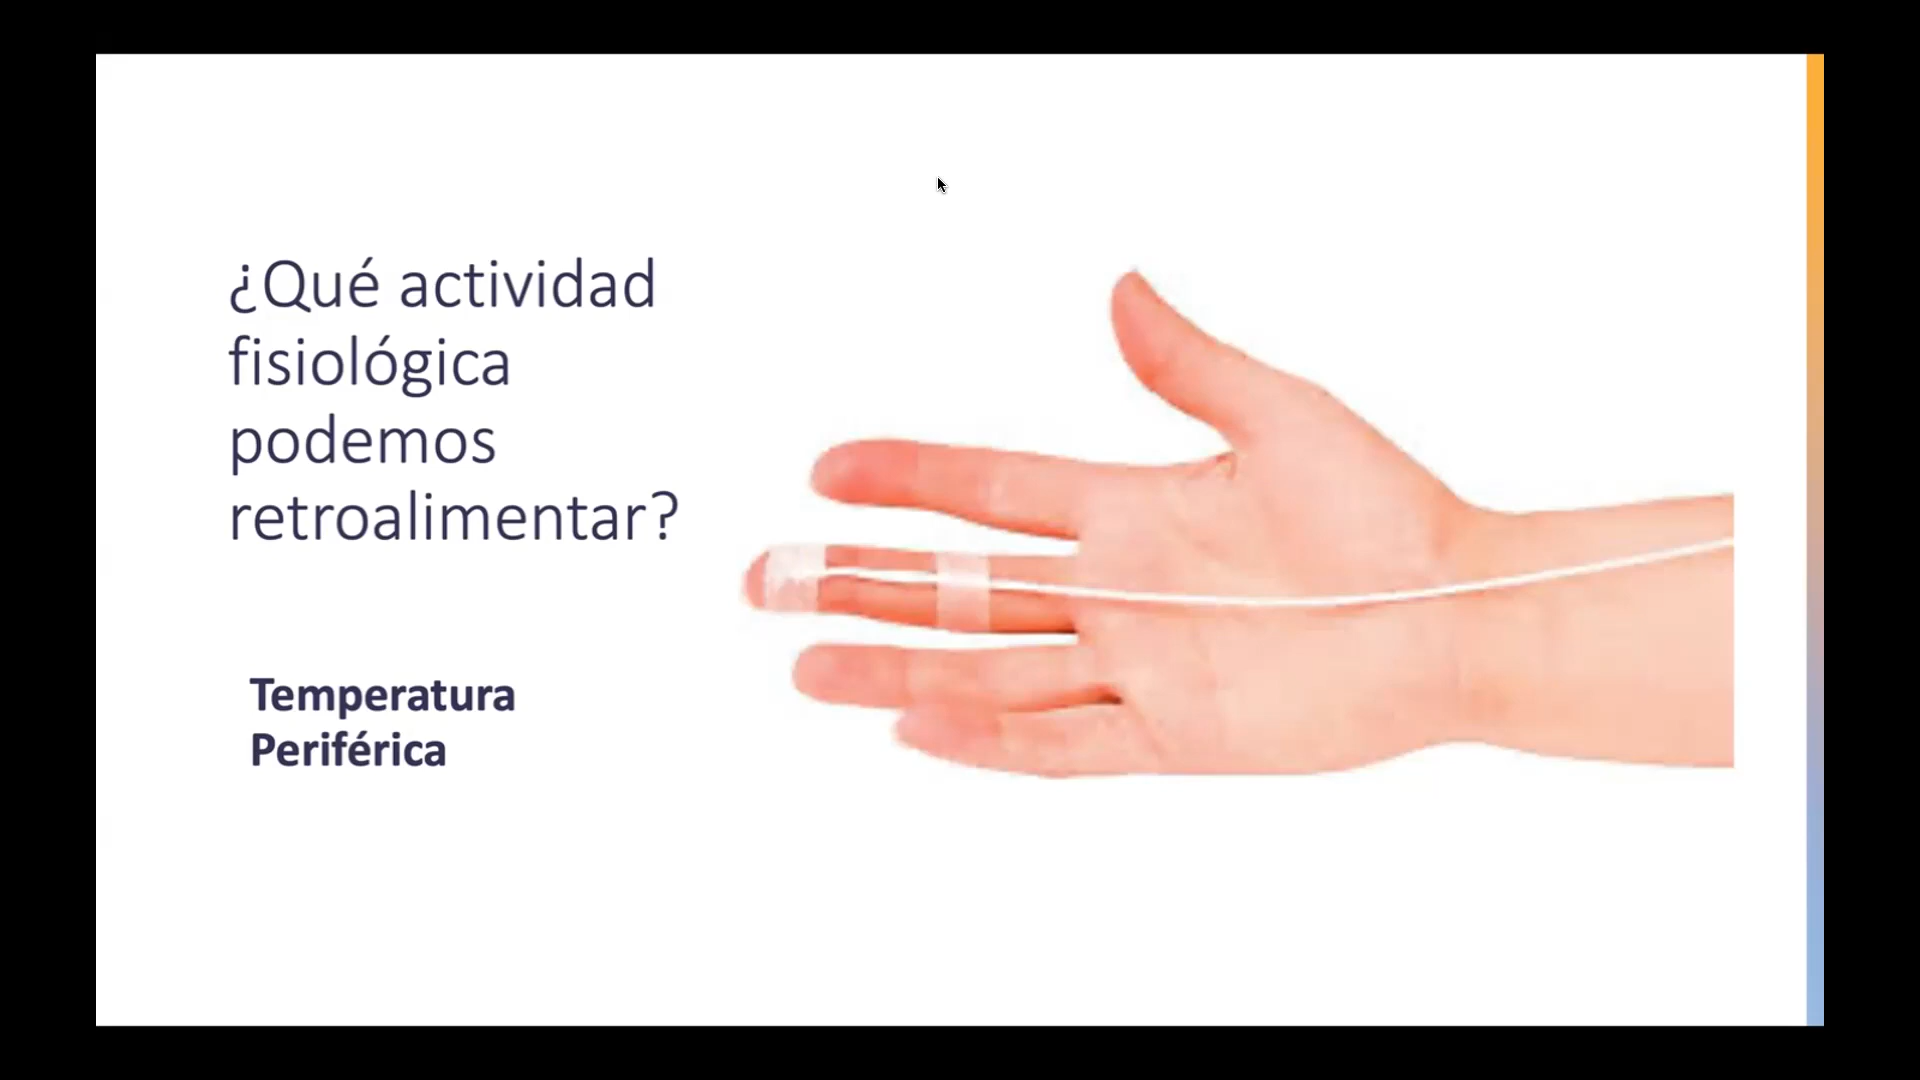 ¿Qué actividad
fisiológica
podemos
retroalimentar?
Temperatura
Periférica